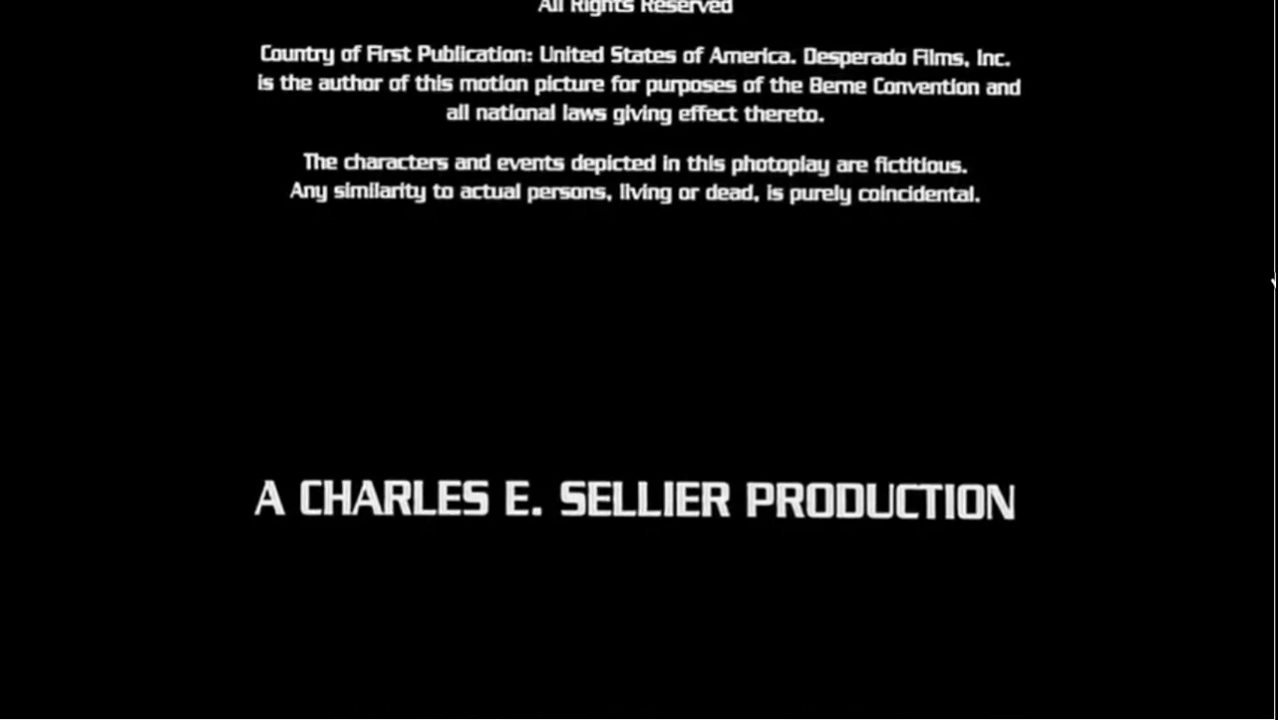 All Rights Reserved
Country of First Publication: United States of America. Desperado Films, Inc.
is the author of this motion picture for purposes of the Berne Convention and
all national laws giving effect thereto.
The characters and events depicted in this photoplay are fictitious.
Any similarity to actual persons, living or dead, is purely coincidental.
A CHARLES E. SELLIER PRODUCTION